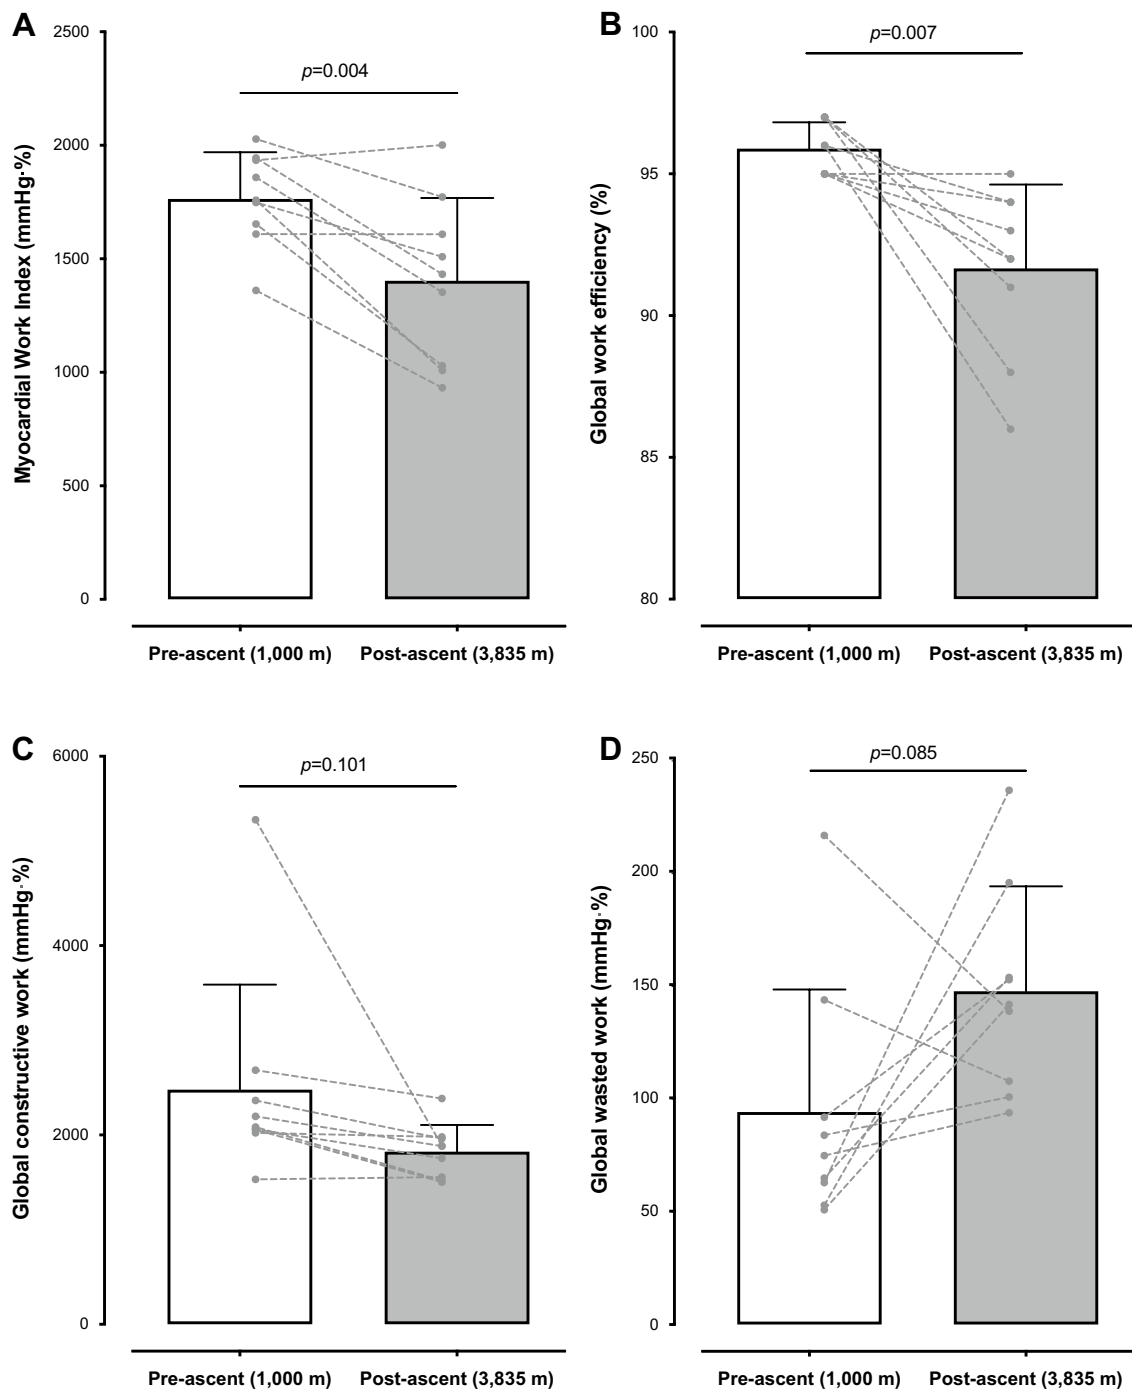 A
Myocardial Work Index (mmHg·%)
2500
2000
1500
1000
500
0
p=0.004
Pre-ascent (1,000 m)
Post-ascent (3,835 m)
B
Global work efficiency (%)
100
95
90
85
80
p=0.007
Pre-ascent (1,000 m)
Post-ascent (3,835 m)
C
Global constructive work (mmHg·%)
6000
4000
2000
0
p=0.101
Pre-ascent (1,000 m)
Post-ascent (3,835 m)
D
Global wasted work (mmHg·%)
250
200
150
100
50
0
p=0.085
Pre-ascent (1,000 m)
Post-ascent (3,835 m)